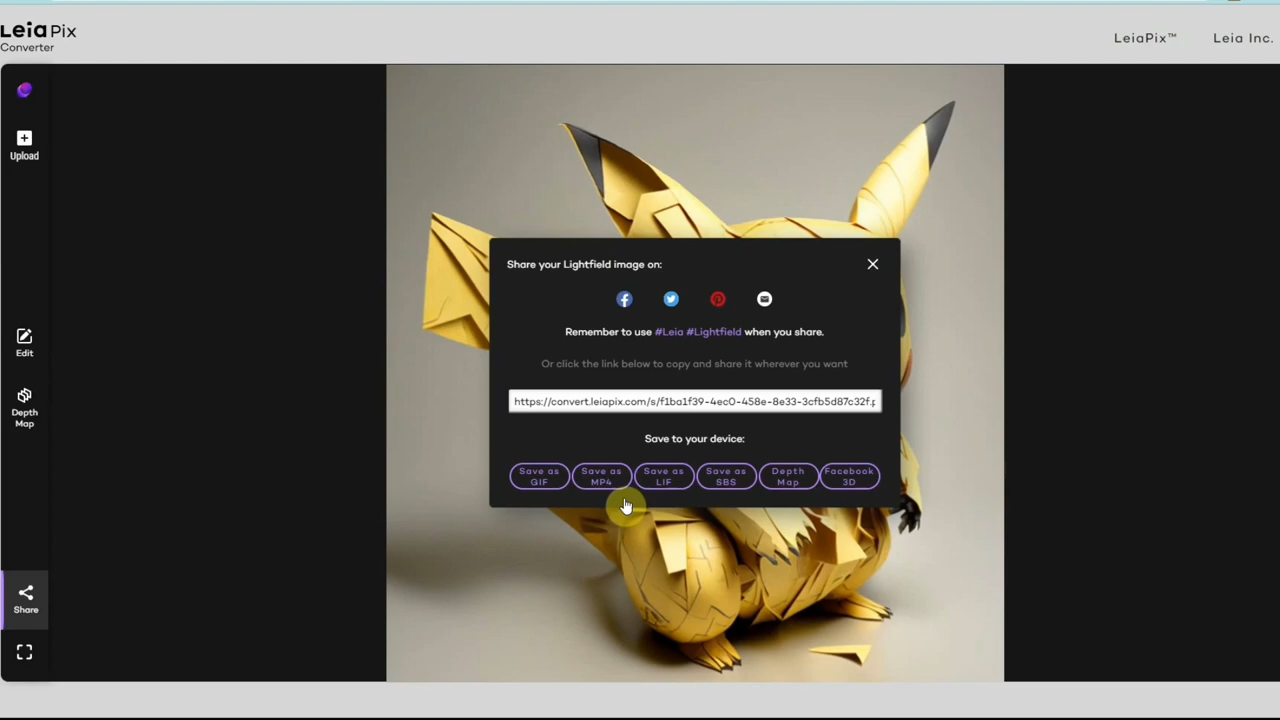 Leia Pix
Converter
LeiaPix™
Leia Inc.
Upload
Edit
Depth
Map
Share
Share your Lightfield image on:
Remember to use #Leia #Lightfield when you share.
Or click the link below to copy and share it wherever you want
https://convert.leiapix.com/s/f1ba1f39-4ec0-458e-8e33-3cfb5d87c32f.p
Save to your device:
Save as
GIF
Save as
MP4
Save as
LIF
Save as
SBS
Depth
Map
Facebook
3D